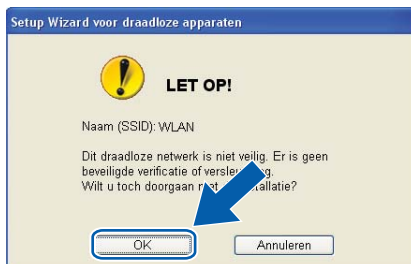 Setup Wizard voor draadloze apparaten
LET OP!
Naam (SSID): WLAN
Dit draadloze netwerk is niet veilig. Er is geen
beveiligde verificatie of
Wilt u toch doorgaan
OK
Annuleren